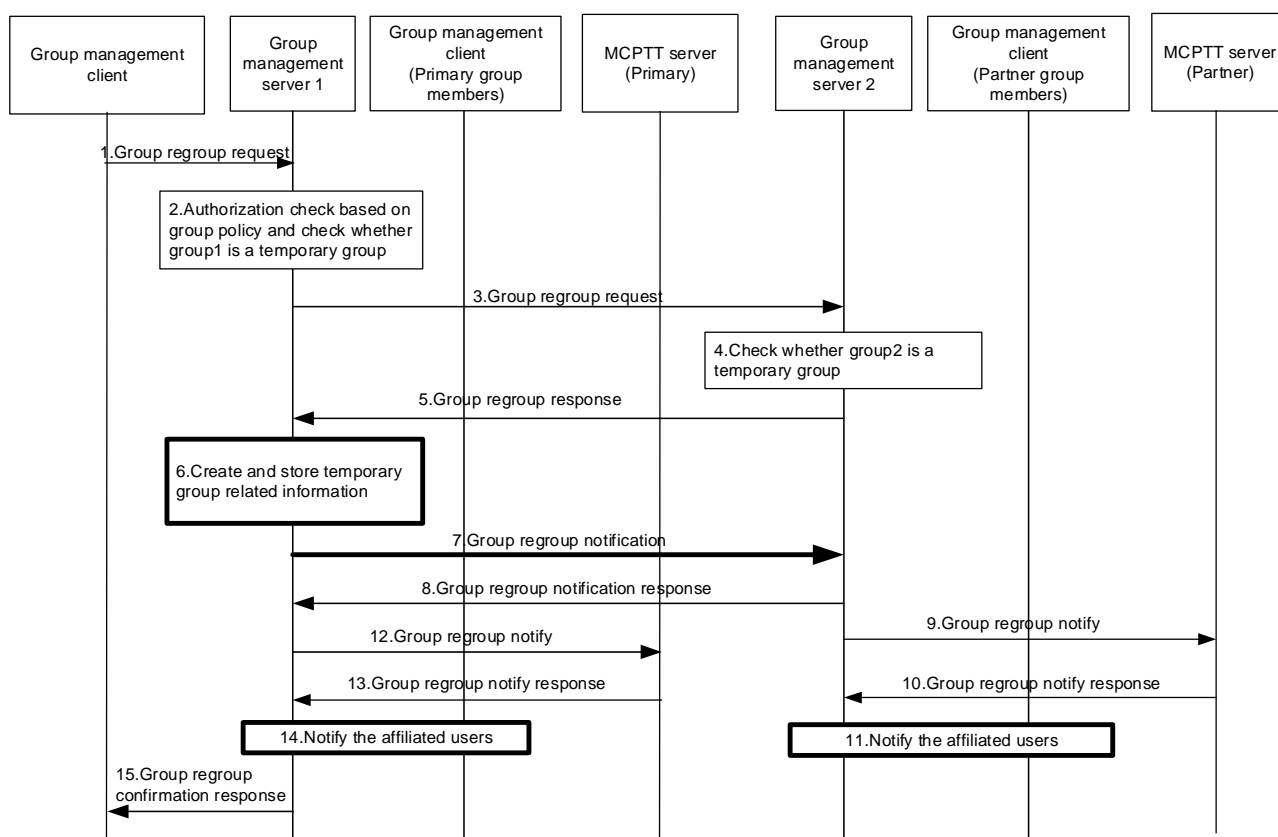 Group management
client
Group
management
server 1
Group management
client
(Primary group
members)
MCPTT server
(Primary)
Group
management
server 2
Group management
client
(Partner group
members)
MCPTT server
(Partner)
1.Group regroup request
2.Authorization check based on
group policy and check whether
group1 is a temporary group
3.Group regroup request
4.Check whether group2 is a
temporary group
5.Group regroup response
6.Create and store temporary
group related information
7.Group regroup notification
8.Group regroup notification response
9.Group regroup notify
12.Group regroup notify
10.Group regroup notify response
13.Group regroup notify response
14.Notify the affiliated users
11.Notify the affiliated users
15.Group regroup
confirmation response